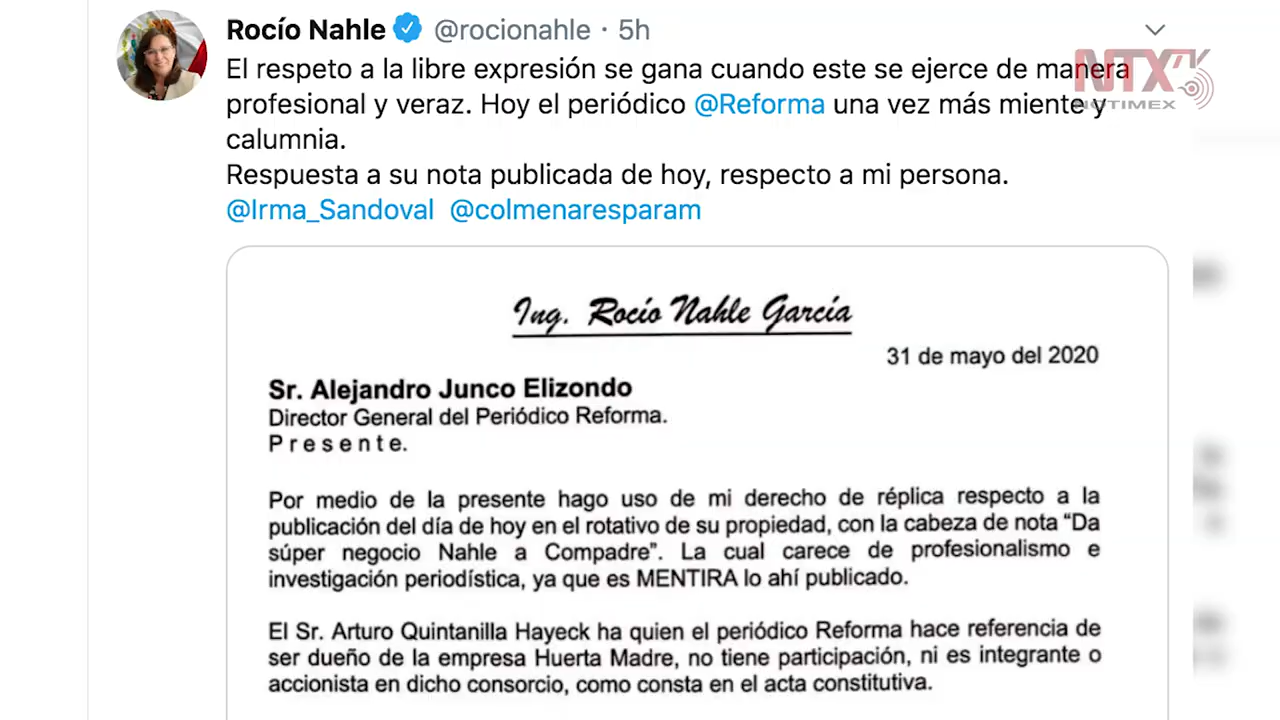 Rocío Nahle @rocionahle · 5h
El respeto a la libre expresión se gana cuando este se ejerce de manera
profesional y veraz. Hoy el periódico @Reforma una vez más miente y
calumnia.
Respuesta a su nota publicada de hoy, respecto a mi persona.
@Irma_Sandoval @colmenaresparam
NTX
NOTIMEX
Ing. Rocío Nahle García
31 de mayo del 2020
Sr. Alejandro Junco Elizondo
Director General del Periódico Reforma.
P r e s e n t e.
Por medio de la presente hago uso de mi derecho de réplica respecto a la
publicación del día de hoy en el rotativo de su propiedad, con la cabeza de nota “Da
súper negocio Nahle a Compadre”. La cual carece de profesionalismo e
investigación periodística, ya que es MENTIRA lo ahí publicado.
El Sr. Arturo Quintanilla Hayeck ha quien el periódico Reforma hace referencia de
ser dueño de la empresa Huerta Madre, no tiene participación, ni es integrante o
accionista en dicho consorcio, como consta en el acta constitutiva.